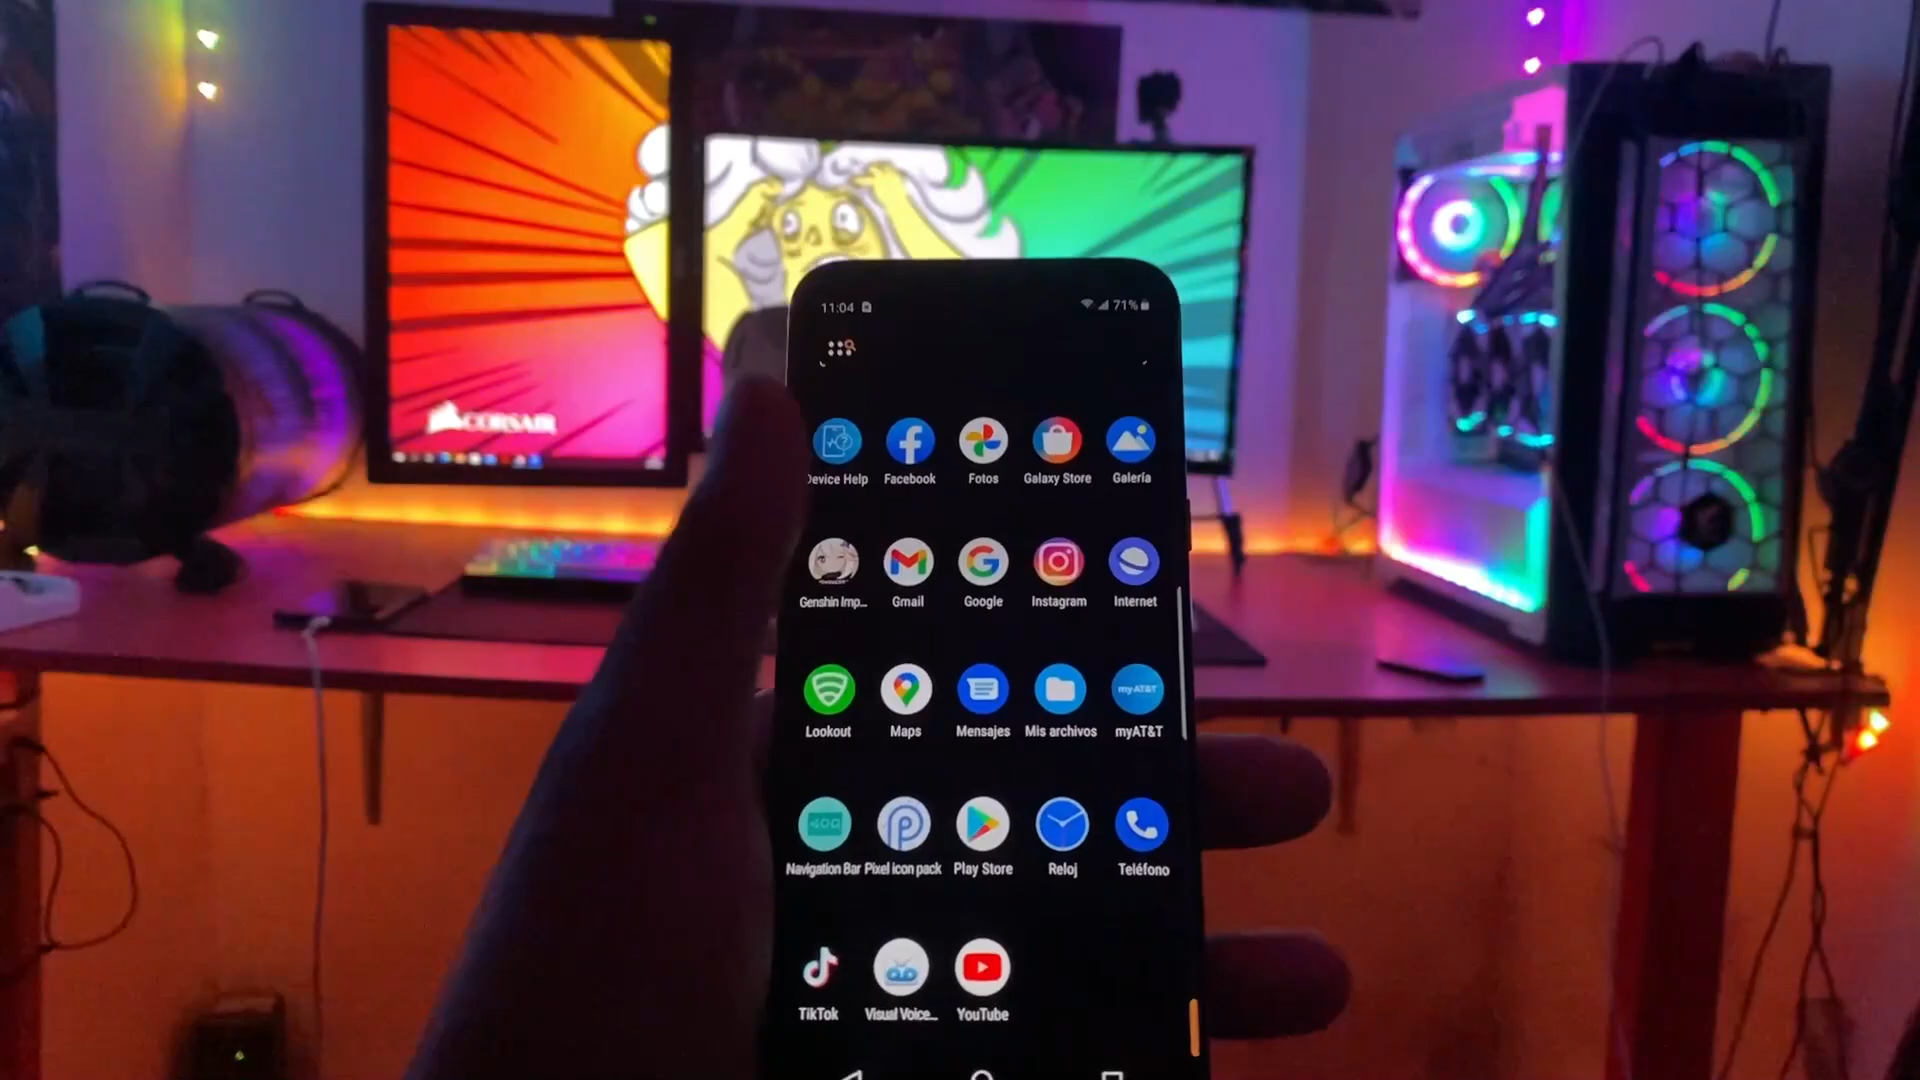 CORSAIR
11:04
71%
Device Help Facebook Fotos Galaxy Store Galería
Genshin Imp... Gmail Google Instagram Internet
myAT&T
Lookout Maps Mensajes Mis archivos myAT&T
Navigation Bar Pixel icon pack Play Store Reloj Teléfono
TikTok Visual Voice... YouTube